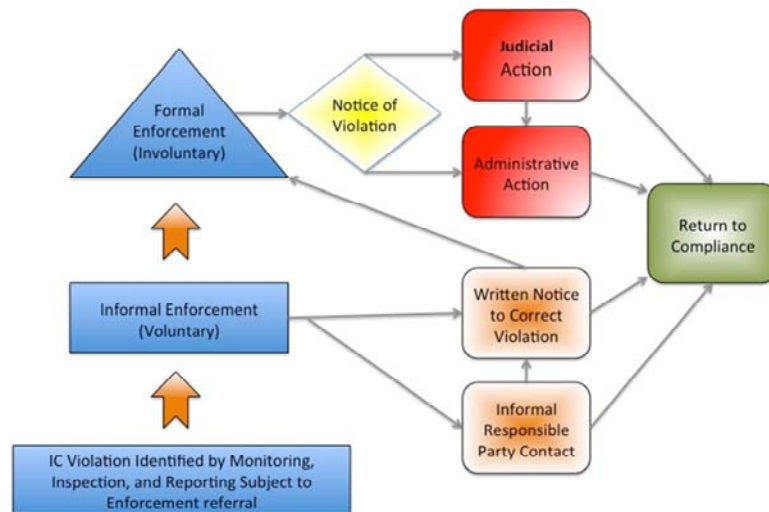 Judicial
Action
Formal
Enforcement
(Involuntary)
Notice of
Violation
Administrative
Action
Return to
Compliance
Informal Enforcement
(Voluntary)
Written Notice
to Correct
Violation
Informal
Responsible
Party Contact
IC Violation Identified by Monitoring,
Inspection, and Reporting Subject to
Enforcement referral